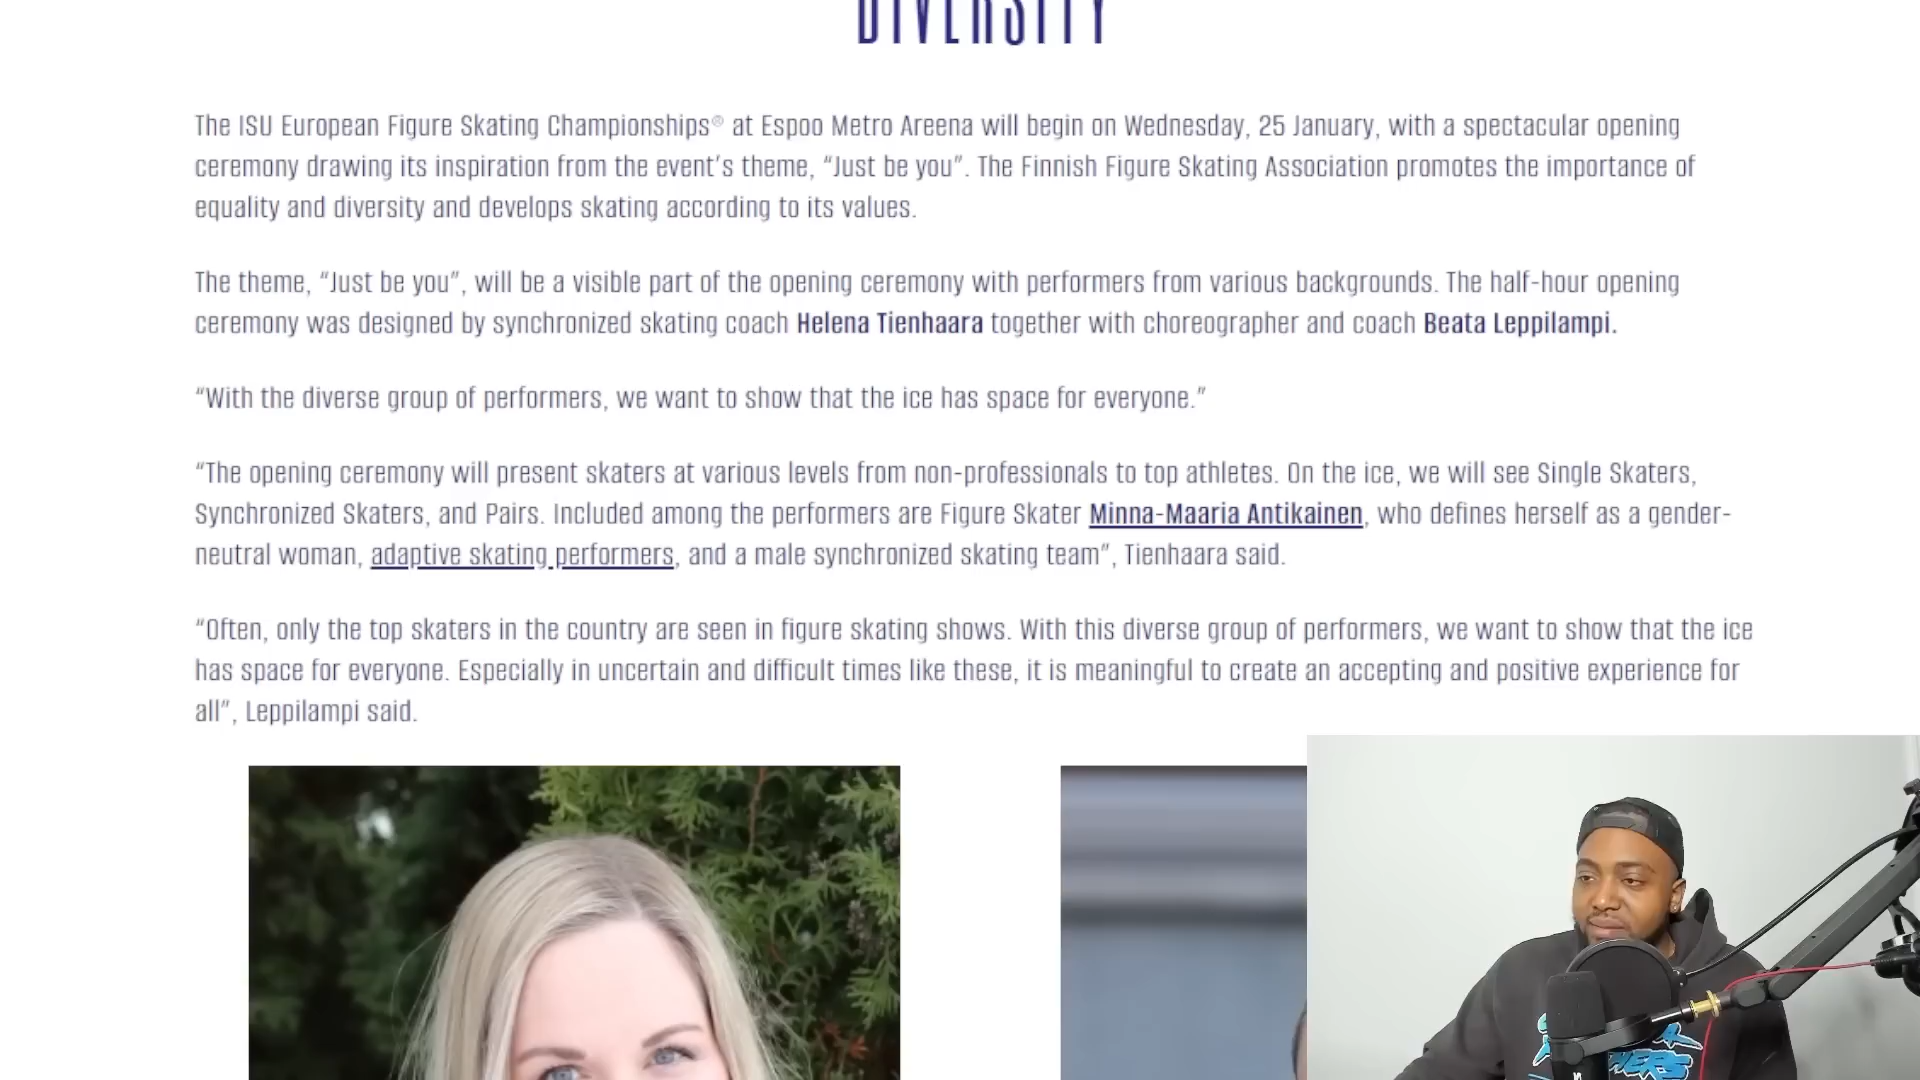 DIVERSITY
The ISU European Figure Skating Championships® at Espoo Metro Areena will begin on Wednesday, 25 January, with a spectacular opening
ceremony drawing its inspiration from the event’s theme, “Just be you”. The Finnish Figure Skating Association promotes the importance of
equality and diversity and develops skating according to its values.
The theme, “Just be you”, will be a visible part of the opening ceremony with performers from various backgrounds. The half-hour opening
ceremony was designed by synchronized skating coach Helena Tienhaara together with choreographer and coach Beata Leppilampi.
“With the diverse group of performers, we want to show that the ice has space for everyone.”
“The opening ceremony will present skaters at various levels from non-professionals to top athletes. On the ice, we will see Single Skaters,
Synchronized Skaters, and Pairs. Included among the performers are Figure Skater Minna-Maaria Antikainen, who defines herself as a gender-
neutral woman, adaptive skating performers, and a male synchronized skating team”, Tienhaara said.
“Often, only the top skaters in the country are seen in figure skating shows. With this diverse group of performers, we want to show that the ice
has space for everyone. Especially in uncertain and difficult times like these, it is meaningful to create an accepting and positive experience for
all”, Leppilampi said.